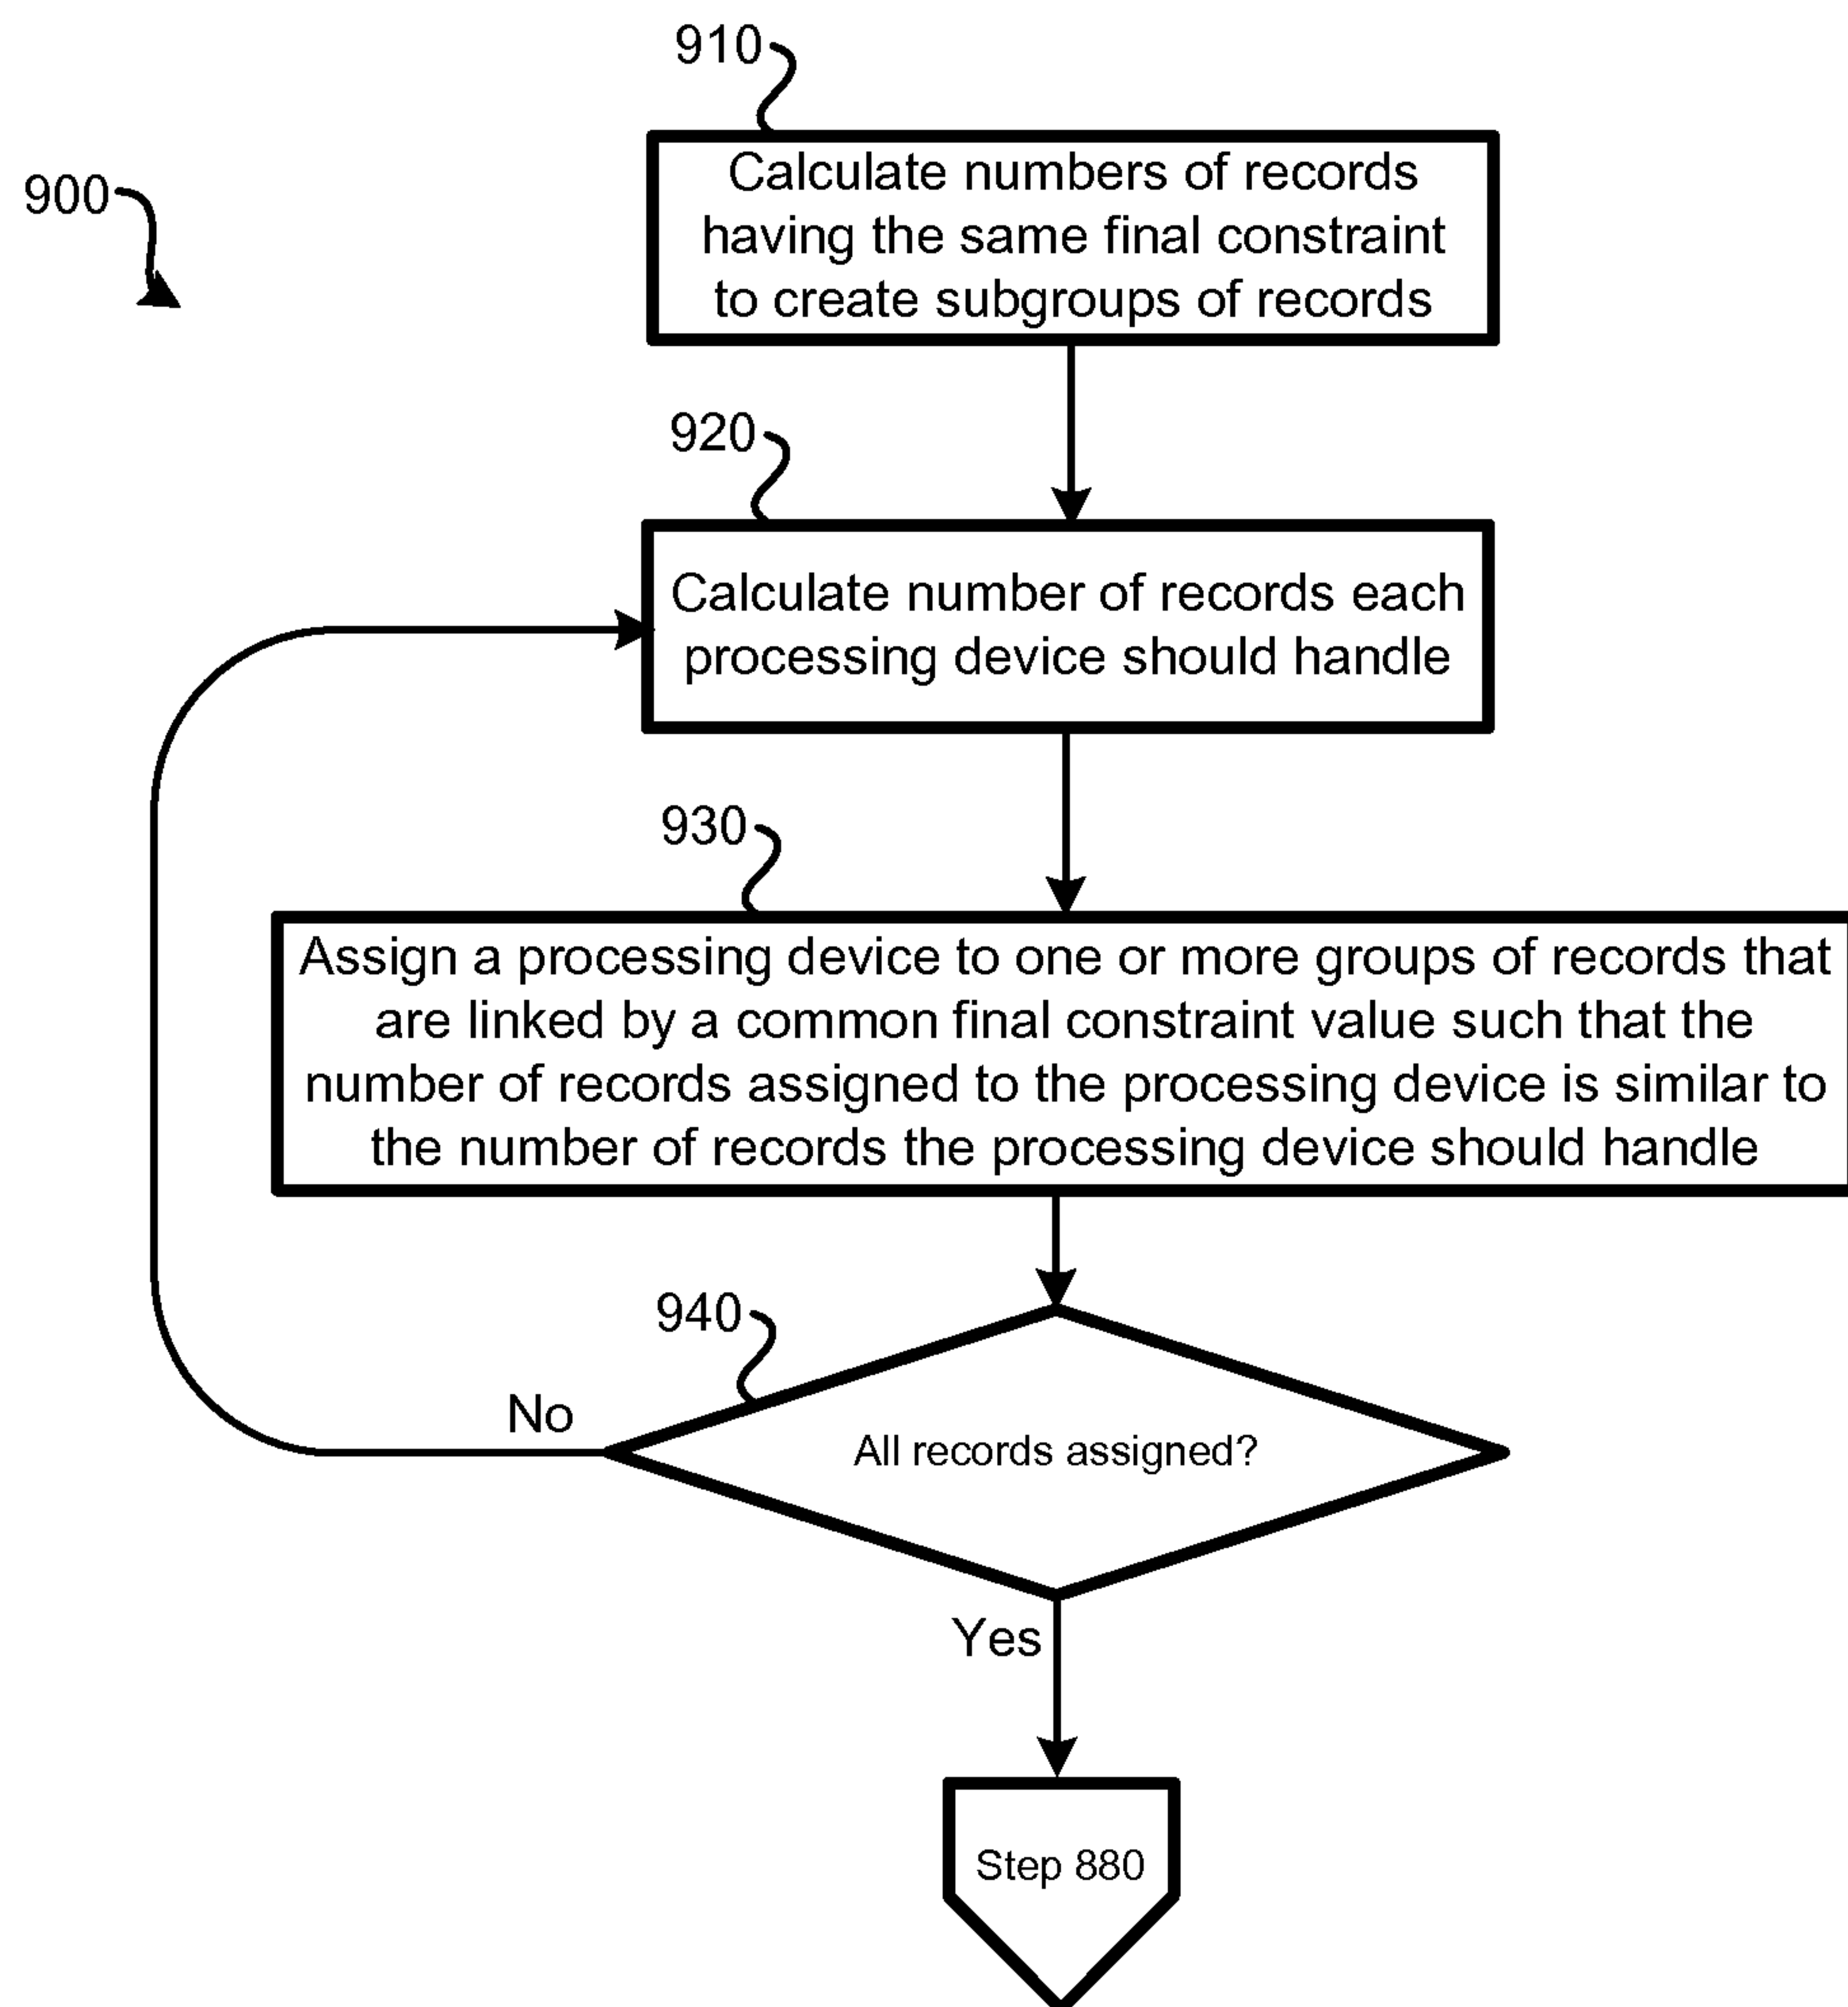 910
Calculate numbers of records
having the same final constraint
to create subgroups of records
900
920
Calculate number of records each
processing device should handle
930
Assign a processing device to one or more groups of records that
are linked by a common final constraint value such that the
number of records assigned to the processing device is similar to
the number of records the processing device should handle
940
No
All records assigned?
Yes
Step 880